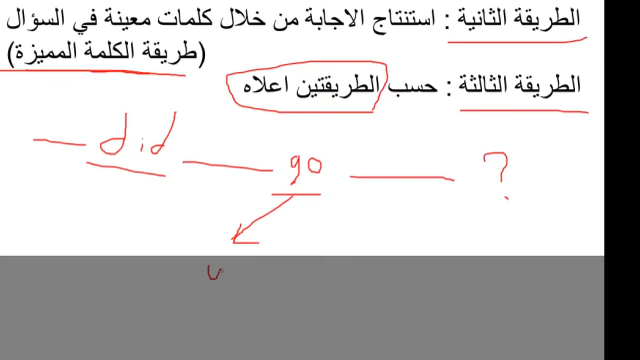 الطريقة الثانية : استنتاج الاجابة من خلال كلمات معينة في السؤال
(طريقة الكلمة المميزة)
الطريقة الثالثة : حسب الطريقتين اعلاه
did go ?